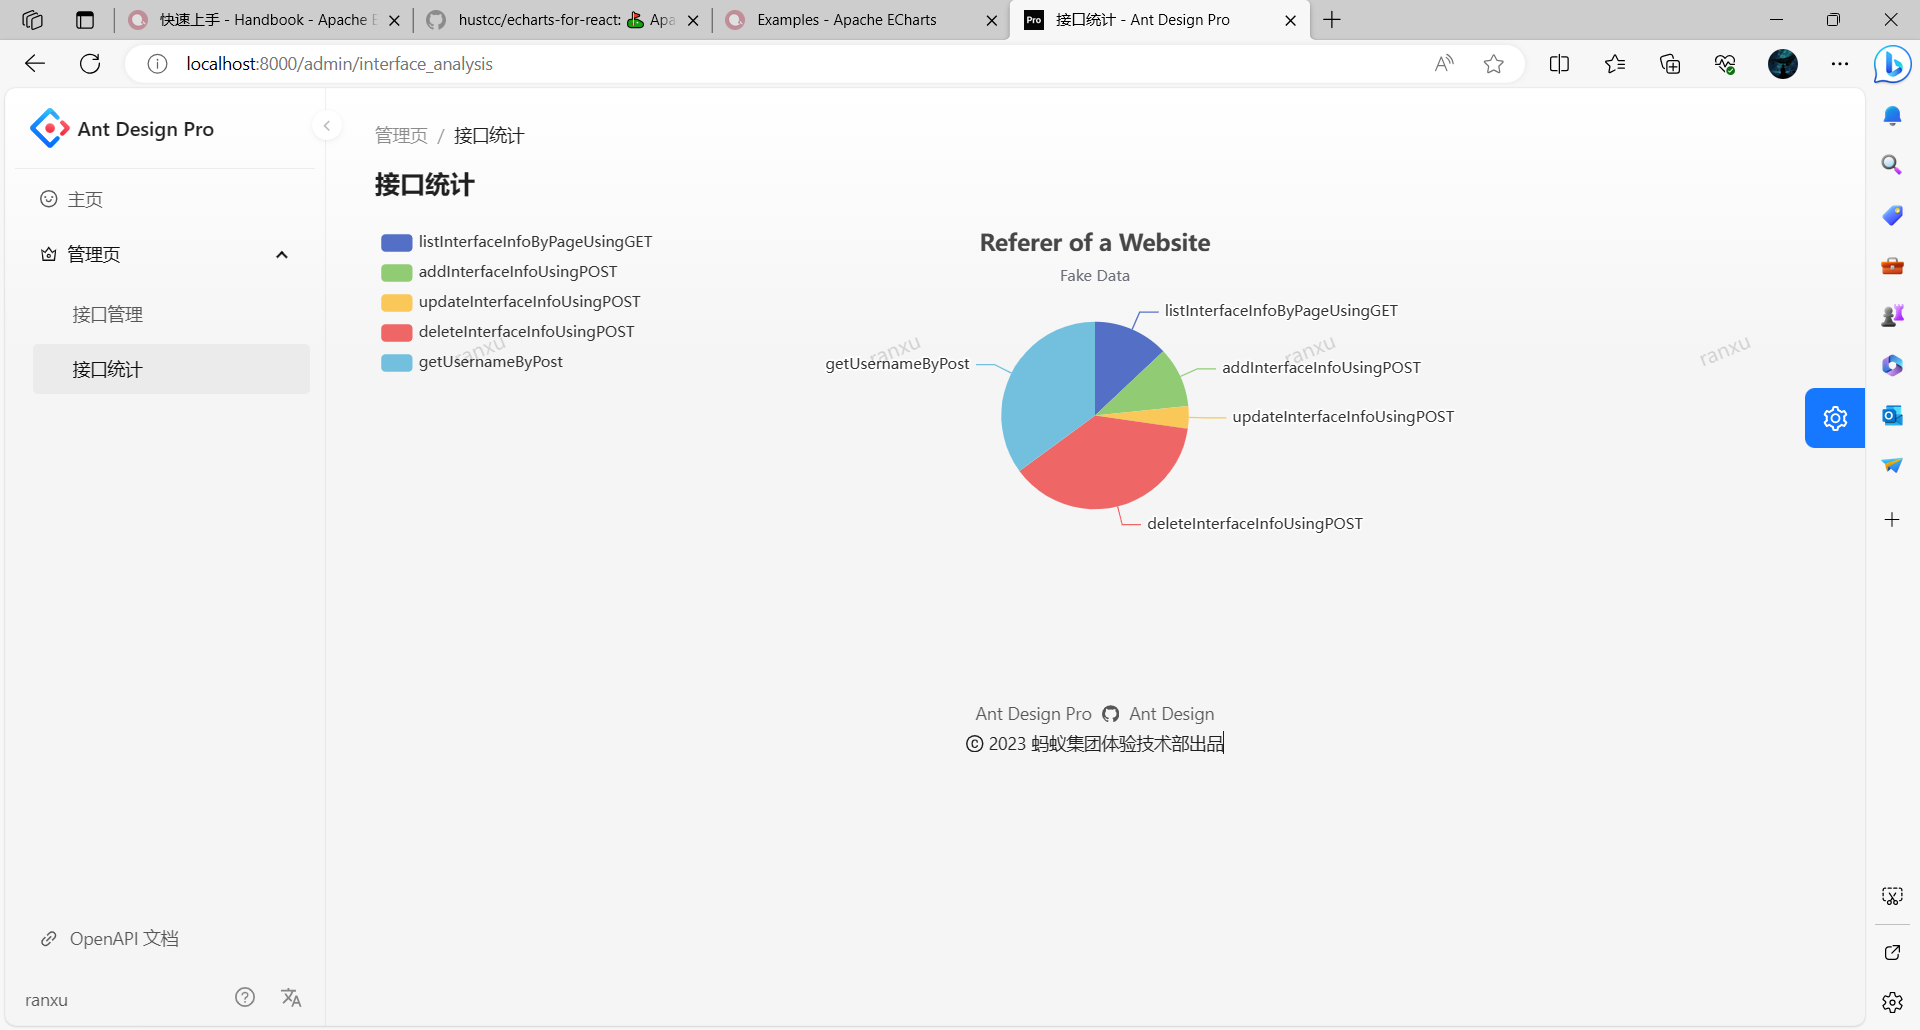 快速上手 - Handbook - Apache E
hustcc/echarts-for-react: Apa
Examples - Apache ECharts
Pro
接口统计 - Ant Design Pro
localhost:8000/admin/interface_analysis
Ant Design Pro
主页
管理页
接口管理
接口统计
OpenAPI 文档
ranxu
管理页 / 接口统计
接口统计
listInterfaceInfoByPageUsingGET
addInterfaceInfoUsingPOST
updateInterfaceInfoUsingPOST
deleteInterfaceInfoUsingPOST
getUsernameByPost
Referer of a Website
Fake Data
listInterfaceInfoByPageUsingGET
getUsernameByPost
addInterfaceInfoUsingPOST
updateInterfaceInfoUsingPOST
deleteInterfaceInfoUsingPOST
ranxu
ranxu
ranxu
ranxu
Ant Design Pro Ant Design
© 2023 蚂蚁集团体验技术部出品